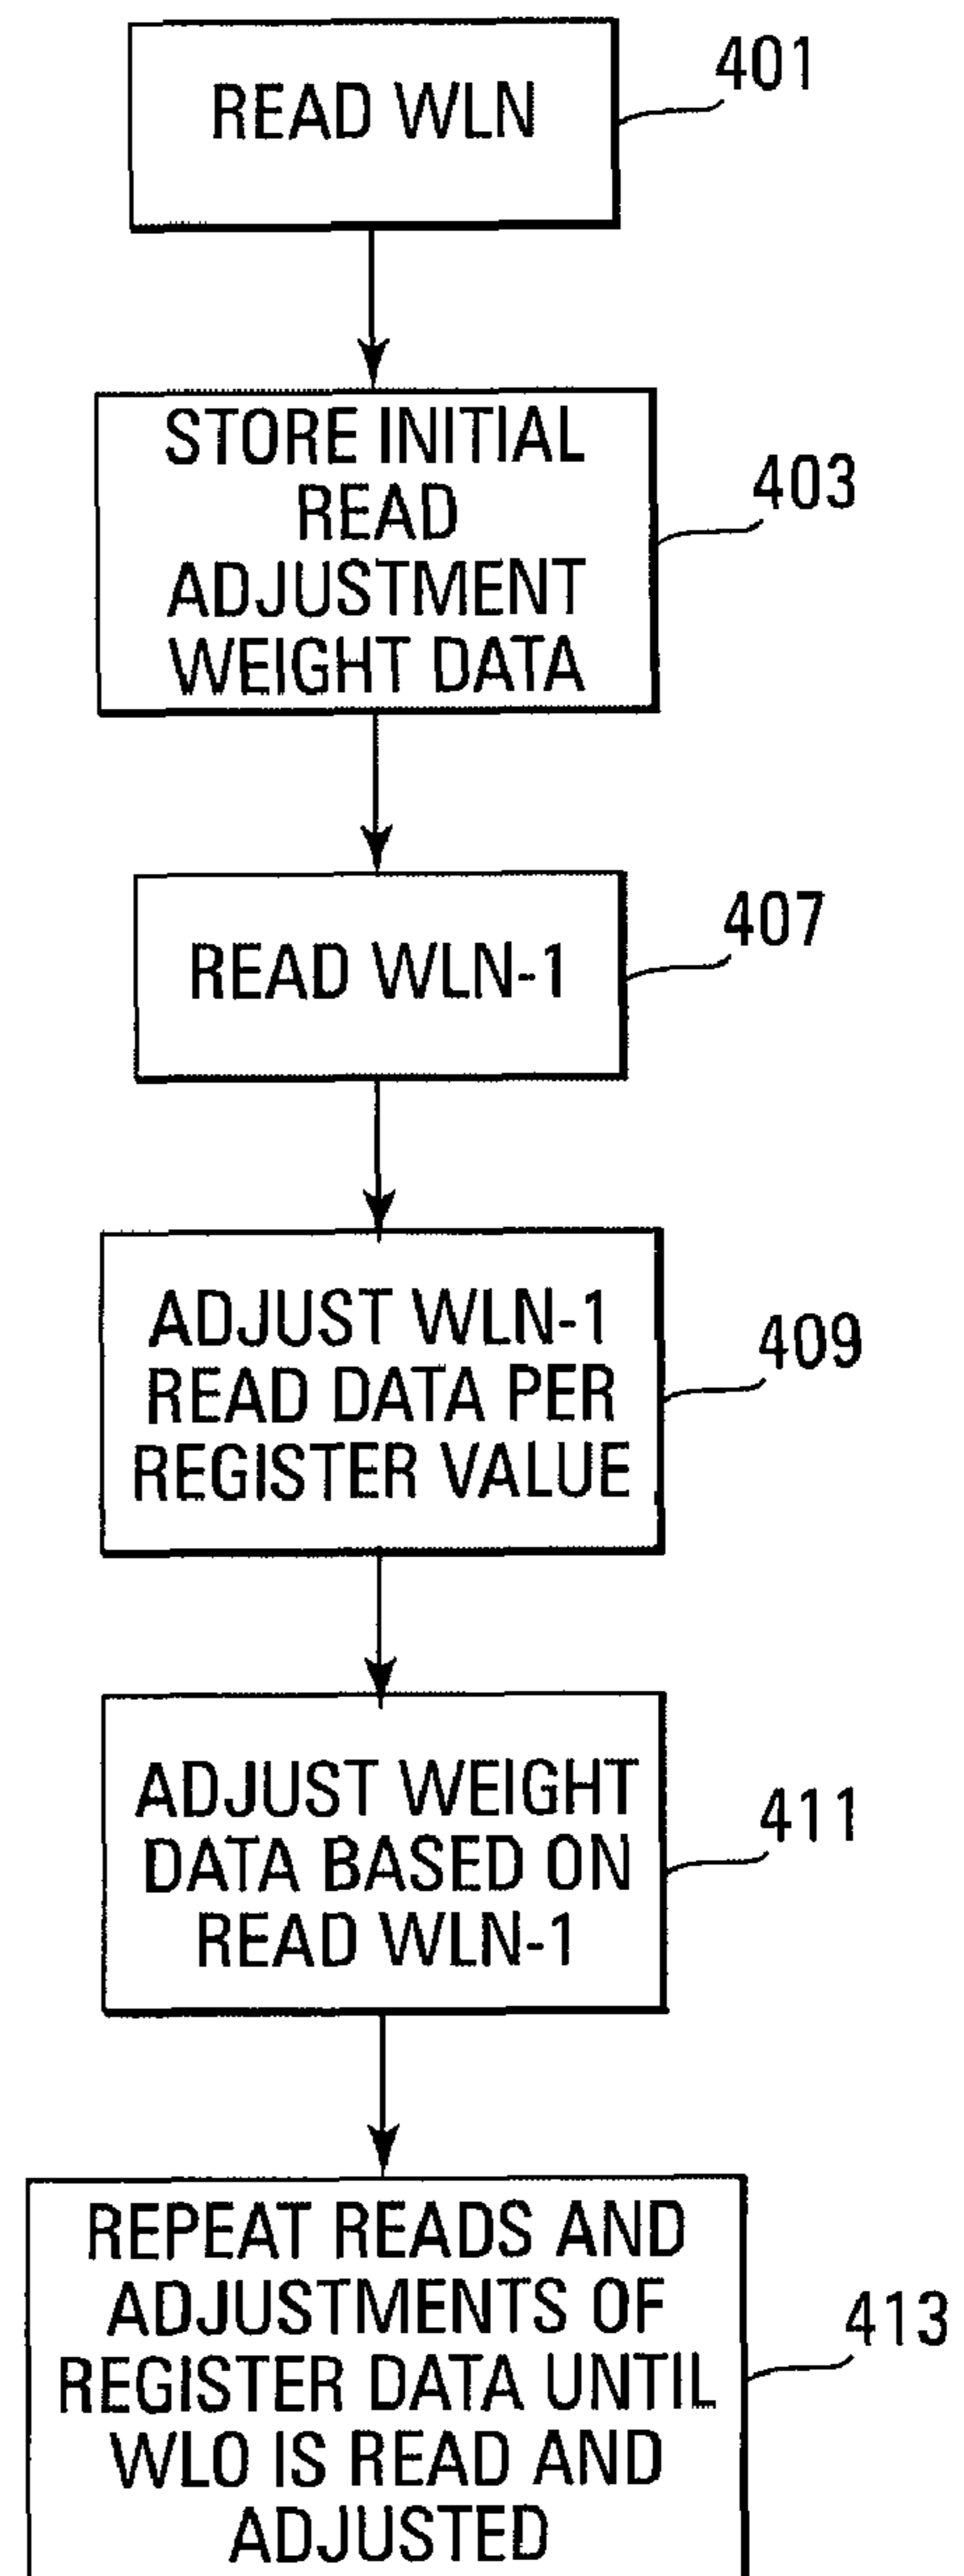 READ WLN
401
STORE INITIAL
READ
ADJUSTMENT
WEIGHT DATA
403
READ WLN-1
407
ADJUST WLN-1
READ DATA PER
REGISTER VALUE
409
ADJUST WEIGHT
DATA BASED ON
READ WLN-1
411
REPEAT READS AND
ADJUSTMENTS OF
REGISTER DATA UNTIL
WLO IS READ AND
ADJUSTED
413